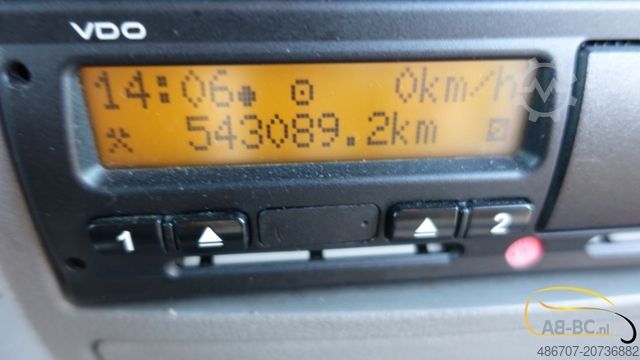 VDO
14:06 0km/h
543089.2km
1 2
AB-BC.nl
486707-20736882